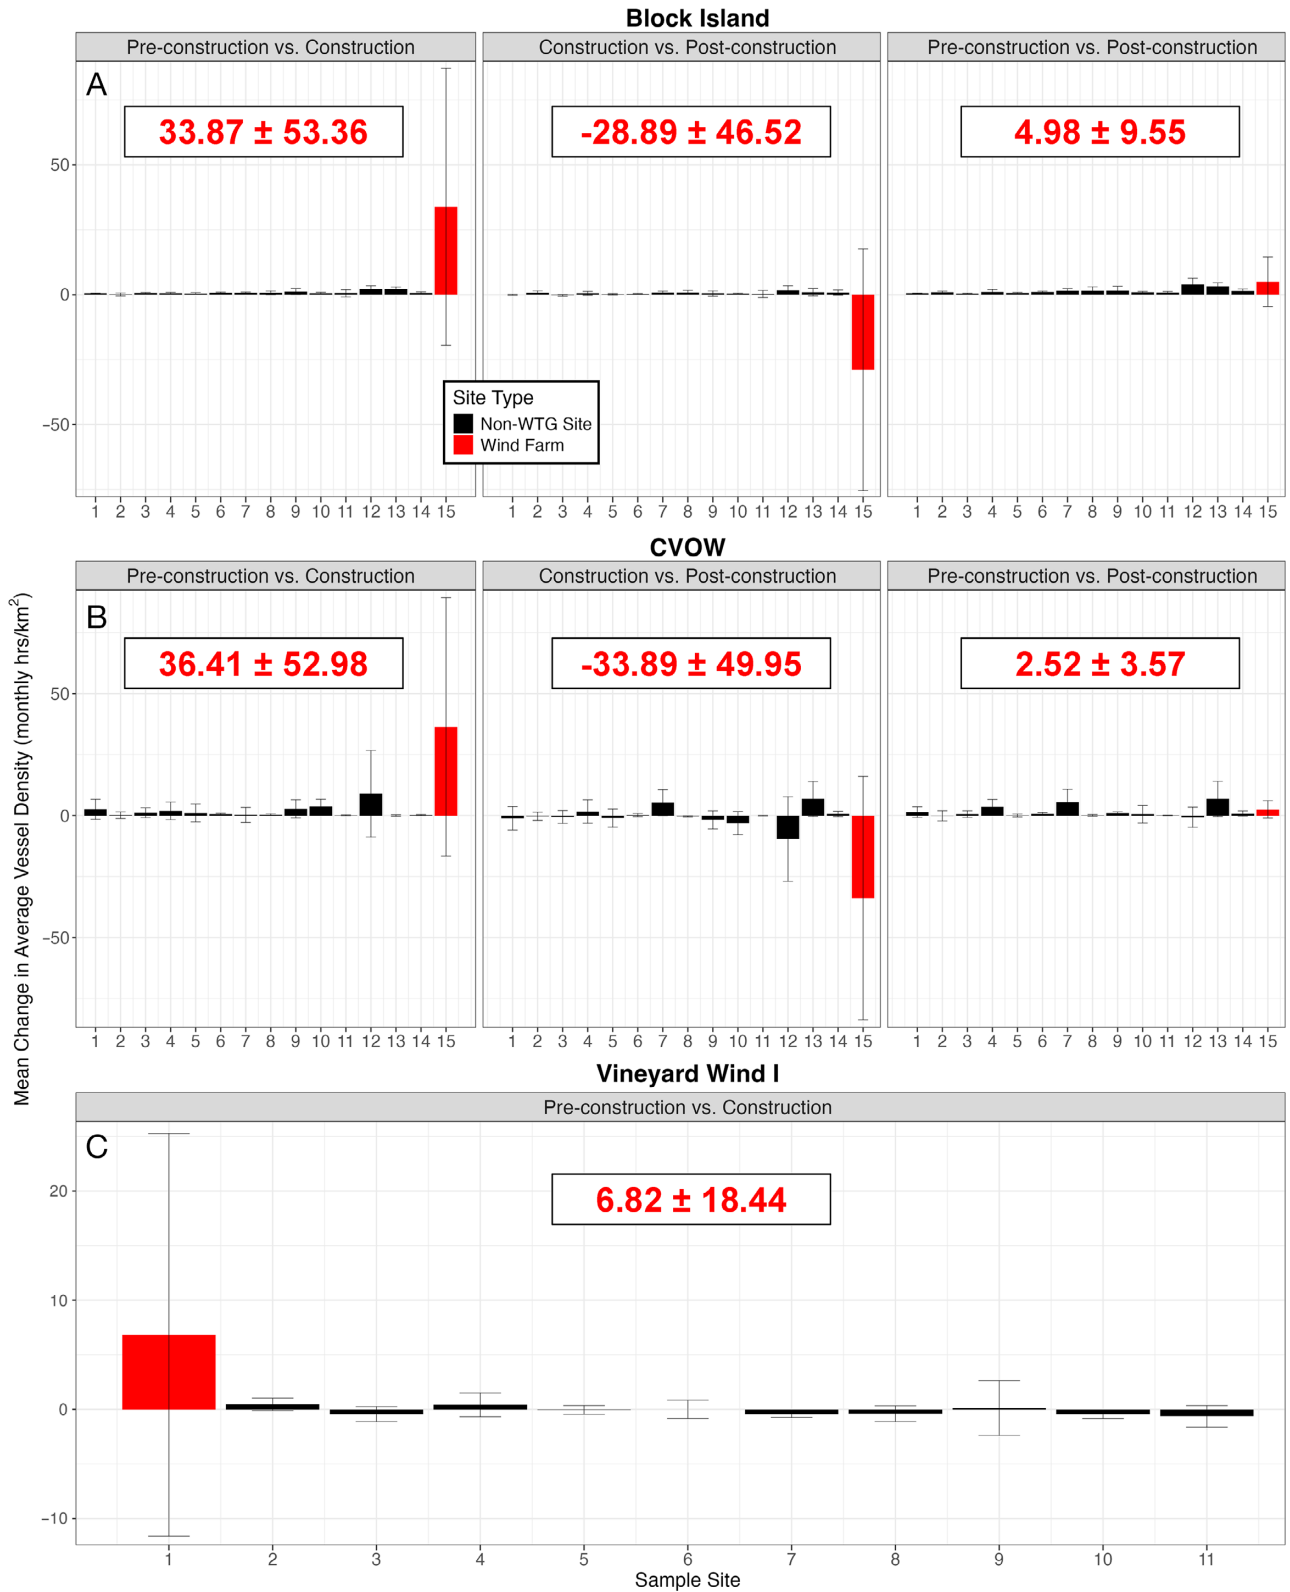 Block Island
Pre-construction vs. Construction
Construction vs. Post-construction
Pre-construction vs. Post-construction
A
33.87 ± 53.36
-28.89 ± 46.52
4.98 ± 9.55
50
0
−50
Site Type
Non-WTG Site
Wind Farm
1 2 3 4 5 6 7 8 9 10 11 12 13 14 15
1 2 3 4 5 6 7 8 9 10 11 12 13 14 15
1 2 3 4 5 6 7 8 9 10 11 12 13 14 15
CVOW
Pre-construction vs. Construction
Construction vs. Post-construction
Pre-construction vs. Post-construction
B
36.41 ± 52.98
-33.89 ± 49.95
2.52 ± 3.57
50
0
−50
1 2 3 4 5 6 7 8 9 10 11 12 13 14 15
1 2 3 4 5 6 7 8 9 10 11 12 13 14 15
1 2 3 4 5 6 7 8 9 10 11 12 13 14 15
Mean Change in Average Vessel Density (monthly hrs/km²)
Vineyard Wind I
Pre-construction vs. Construction
C
6.82 ± 18.44
20
10
0
−10
1 2 3 4 5 6 7 8 9 10 11
Sample Site